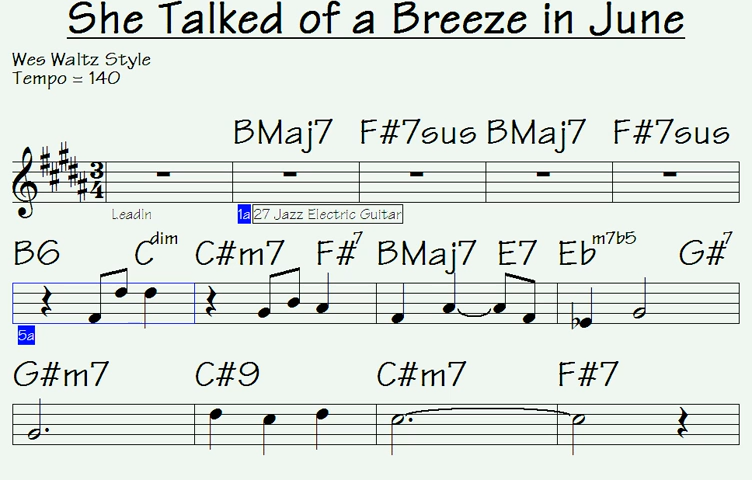 She Talked of a Breeze in June
Wes Waltz Style
Tempo = 140
BMaj7 F#7sus BMaj7 F#7sus
3
4
Leadin 1a 27 Jazz Electric Guitar
B6 Cdim C#m7 F#7 BMaj7 E7 Ebm7b5 G#7
5a
G#m7 C#9 C#m7 F#7